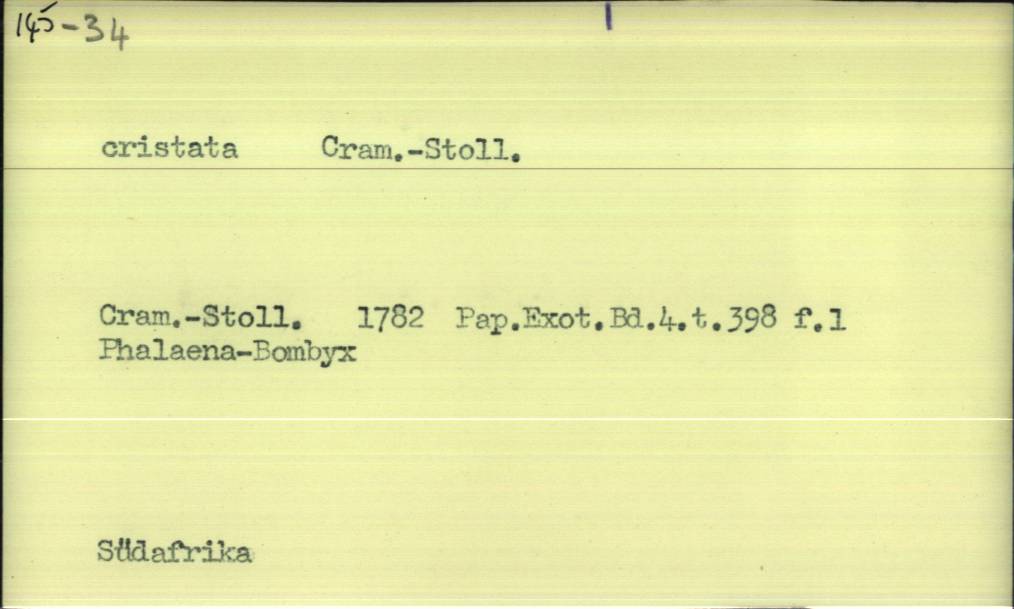 145-34
cristata Cram.-Stoll.
Cram.-Stoll. 1782 Pap.Exot.Bd.4.t.398 f.1
Phalaena-Bombyx
Südafrika